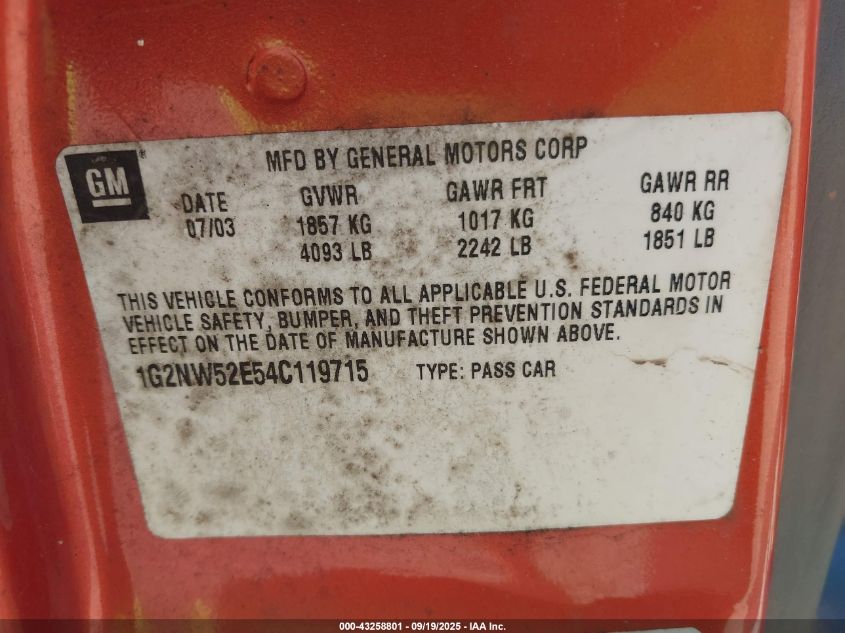 GM
MFD BY GENERAL MOTORS CORP
DATE GVWR GAWR FRT GAWR RR
07/03 1857 KG 1017 KG 840 KG
4093 LB 2242 LB 1851 LB
THIS VEHICLE CONFORMS TO ALL APPLICABLE U.S. FEDERAL MOTOR
VEHICLE SAFETY, BUMPER, AND THEFT PREVENTION STANDARDS IN
EFFECT ON THE DATE OF MANUFACTURE SHOWN ABOVE.
1G2NW52E54C119715 TYPE: PASS CAR
000-43258801 - 09/19/2025 - IAA Inc.